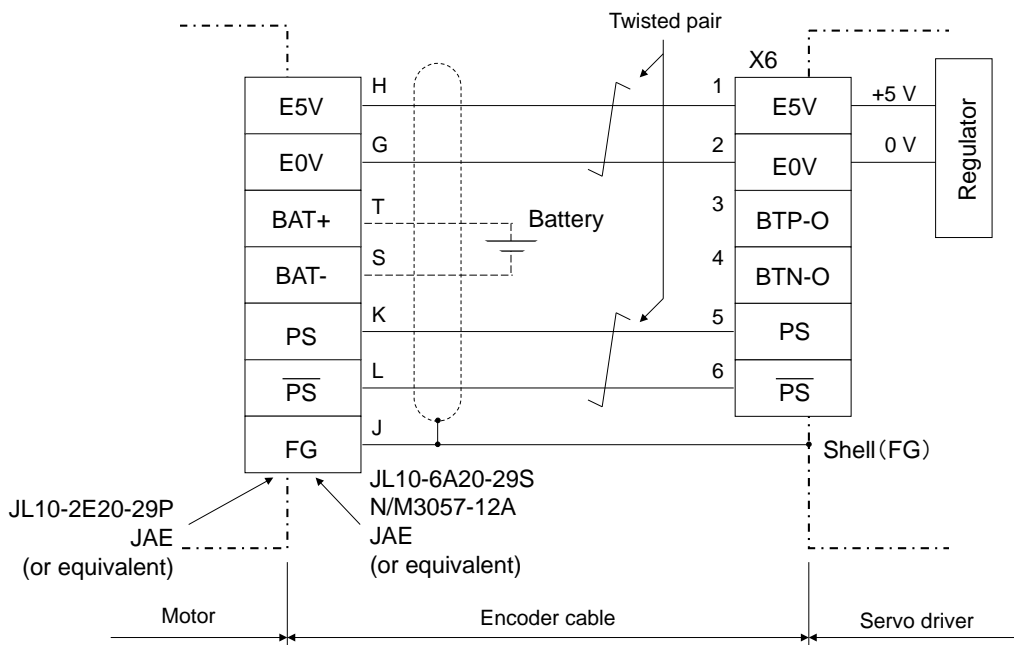 Twisted pair
X6
H
1
E5V
E5V
+5 V
Regulator
G
2
E0V
E0V
0 V
T
3
BAT+
Battery
BTP-O
S
4
BAT-
BTN-O
K
5
PS
PS
L
6
PS
PS
J
FG
Shell(FG)
JL10-2E20-29P
JAE
(or equivalent)
JL10-6A20-29S
N/M3057-12A
JAE
(or equivalent)
Motor
Encoder cable
Servo driver